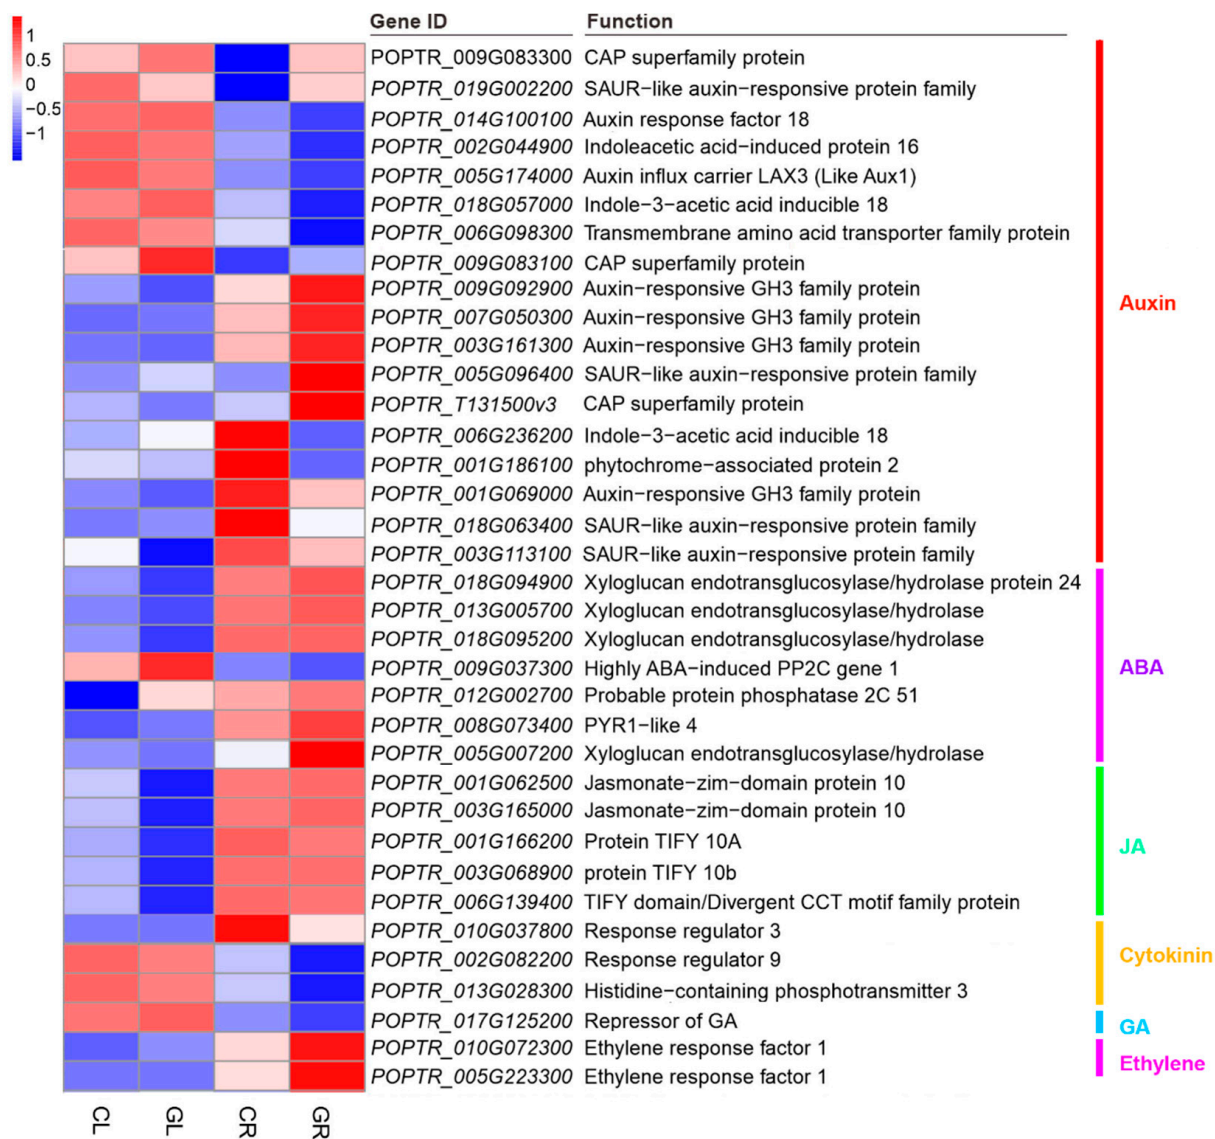 Gene ID Function
1
0.5
0
−0.5
−1
POPTR_009G083300 CAP superfamily protein
POPTR_019G002200 SAUR−like auxin−responsive protein family
POPTR_014G100100 Auxin response factor 18
POPTR_002G044900 Indoleacetic acid−induced protein 16
POPTR_005G174000 Auxin influx carrier LAX3 (Like Aux1)
POPTR_018G057000 Indole−3−acetic acid inducible 18
POPTR_006G098300 Transmembrane amino acid transporter family protein
POPTR_009G083100 CAP superfamily protein
POPTR_009G092900 Auxin−responsive GH3 family protein
POPTR_007G050300 Auxin−responsive GH3 family protein
POPTR_003G161300 Auxin−responsive GH3 family protein
POPTR_005G096400 SAUR−like auxin−responsive protein family
POPTR_T131500v3 CAP superfamily protein
POPTR_006G236200 Indole−3−acetic acid inducible 18
POPTR_001G186100 phytochrome−associated protein 2
POPTR_001G069000 Auxin−responsive GH3 family protein
POPTR_018G063400 SAUR−like auxin−responsive protein family
POPTR_003G113100 SAUR−like auxin−responsive protein family
Auxin
POPTR_018G094900 Xyloglucan endotransglucosylase/hydrolase protein 24
POPTR_013G005700 Xyloglucan endotransglucosylase/hydrolase
POPTR_018G095200 Xyloglucan endotransglucosylase/hydrolase
POPTR_009G037300 Highly ABA−induced PP2C gene 1
POPTR_012G002700 Probable protein phosphatase 2C 51
POPTR_008G073400 PYR1−like 4
POPTR_005G007200 Xyloglucan endotransglucosylase/hydrolase
ABA
POPTR_001G062500 Jasmonate−zim−domain protein 10
POPTR_003G165000 Jasmonate−zim−domain protein 10
POPTR_001G166200 Protein TIFY 10A
POPTR_003G068900 protein TIFY 10b
POPTR_006G139400 TIFY domain/Divergent CCT motif family protein
JA
POPTR_010G037800 Response regulator 3
POPTR_002G082200 Response regulator 9
POPTR_013G028300 Histidine−containing phosphotransmitter 3
Cytokinin
POPTR_017G125200 Repressor of GA
GA
POPTR_010G072300 Ethylene response factor 1
POPTR_005G223300 Ethylene response factor 1
Ethylene
CL GL CR GR